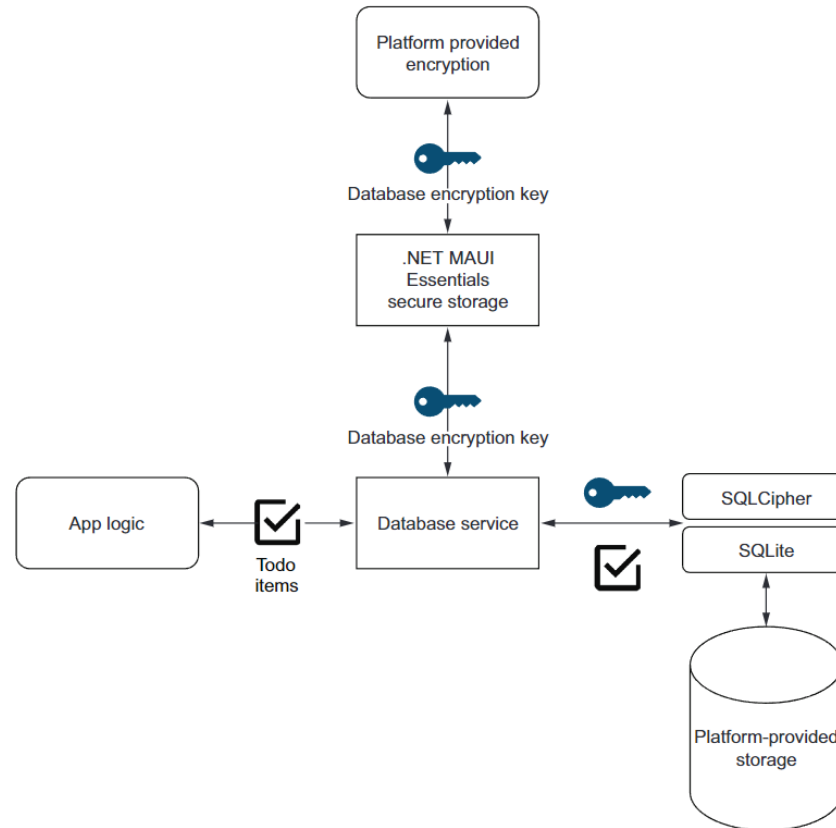 Platform provided
encryption
Database encryption key
.NET MAUI
Essentials
secure storage
Database encryption key
App logic
Todo
items
Database service
SQLCipher
SQLite
Platform-provided
storage